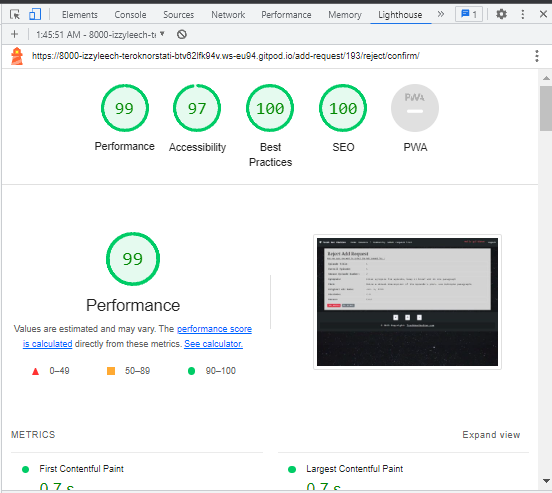 Elements Console Sources Network Performance Memory Lighthouse » 1
+ 1:45:51 AM - 8000-izzyleech-te
https://8000-izzyleech-teroknorstati-btv62lfk94v.ws-eu94.gitpod.io/add-request/193/reject/confirm/
99 97 100 100 PWA
Performance Accessibility Best Practices SEO PWA
99
Performance
Values are estimated and may vary. The performance score
is calculated directly from these metrics. See calculator.
0–49 50–89 90–100
Reject Add Request
METRICS Expand view
First Contentful Paint Largest Contentful Paint
0.7 s 0.7 s